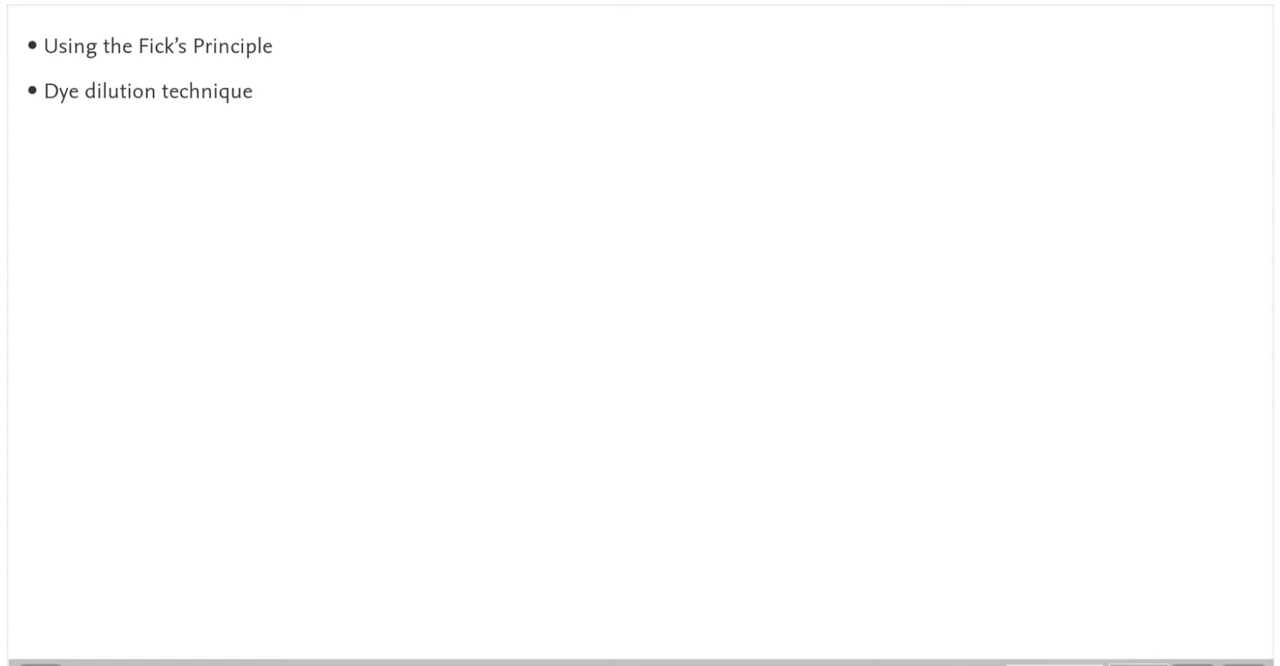 • Using the Fick’s Principle
• Dye dilution technique